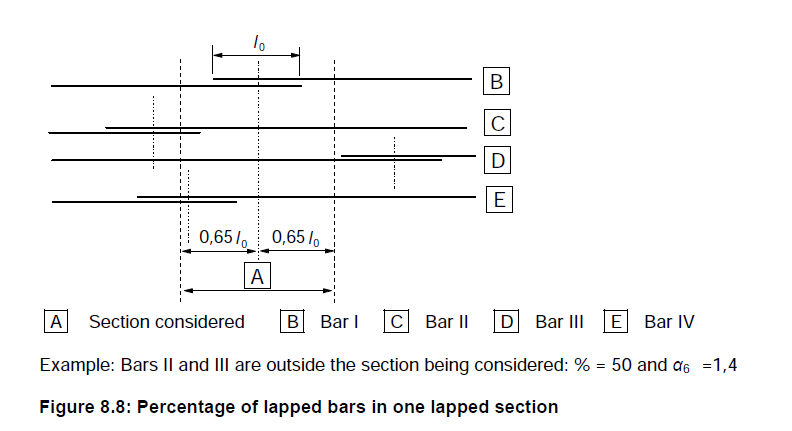 l0
B
C
D
E
0,65 l0 0,65 l0
A
A Section considered B Bar I C Bar II D Bar III E Bar IV
Example: Bars II and III are outside the section being considered: % = 50 and α6 =1,4
Figure 8.8: Percentage of lapped bars in one lapped section